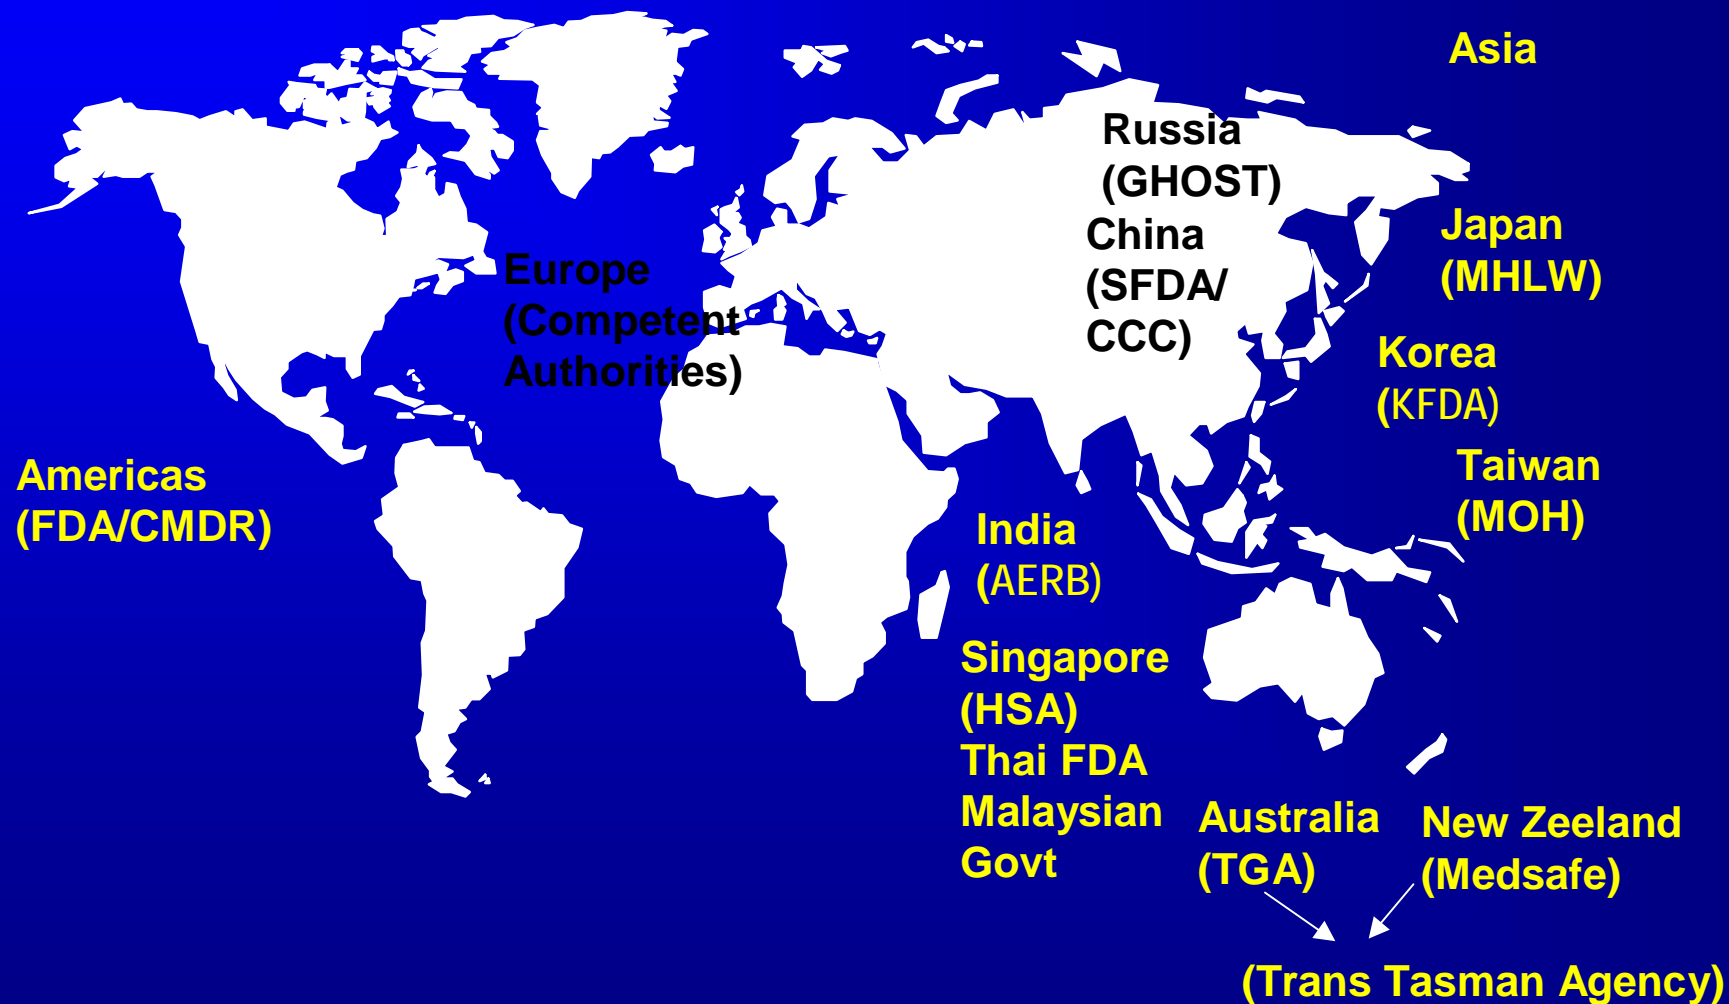 Asia
Russia
(GHOST)
China
(SFDA/
CCC)
Japan
(MHLW)
Europe
(Competent
Authorities)
Korea
(KFDA)
Americas
(FDA/CMDR)
Taiwan
(MOH)
India
(AERB)
Singapore
(HSA)
Thai FDA
Malaysian
Govt
Australia
(TGA)
New Zeeland
(Medsafe)
(Trans Tasman Agency)